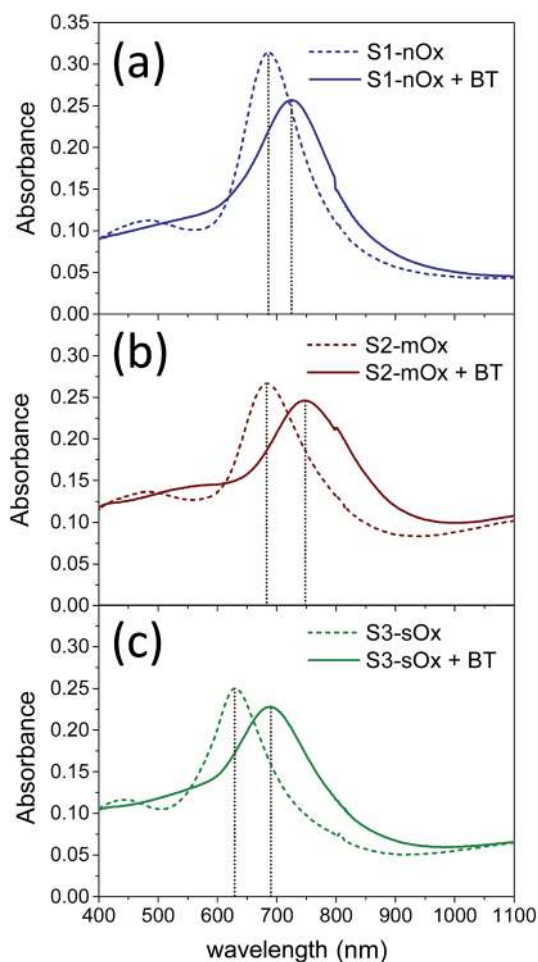 (a)
S1-nOx
S1-nOx + BT
0.35
0.30
0.25
0.20
0.15
0.10
0.05
0.00
Absorbance
(b)
S2-mOx
S2-mOx + BT
0.30
0.25
0.20
0.15
0.10
0.05
0.00
Absorbance
(c)
S3-sOx
S3-sOx + BT
0.30
0.25
0.20
0.15
0.10
0.05
0.00
Absorbance
400 500 600 700 800 900 1000 1100
wavelength (nm)